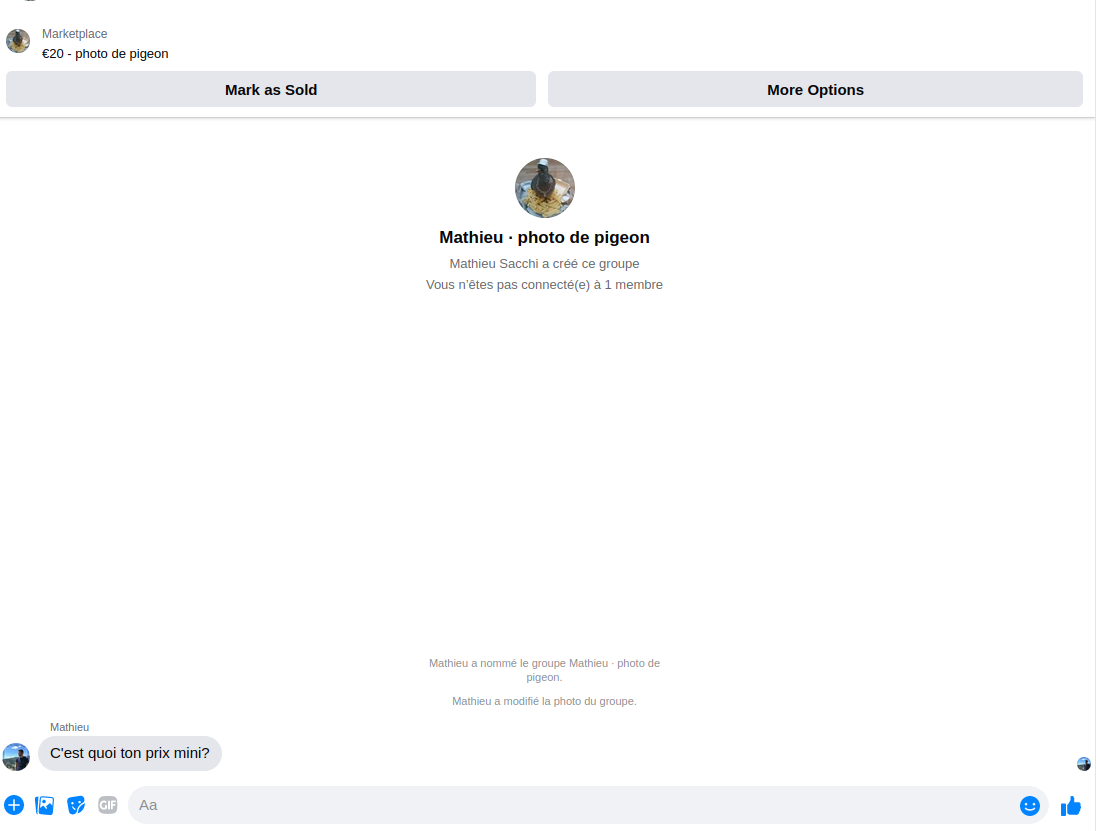 Marketplace
€20 - photo de pigeon
Mark as Sold
More Options
Mathieu · photo de pigeon
Mathieu Sacchi a créé ce groupe
Vous n’êtes pas connecté(e) à 1 membre
Mathieu a nommé le groupe Mathieu · photo de
pigeon.
Mathieu a modifié la photo du groupe.
Mathieu
C'est quoi ton prix mini?
GIF
Aa